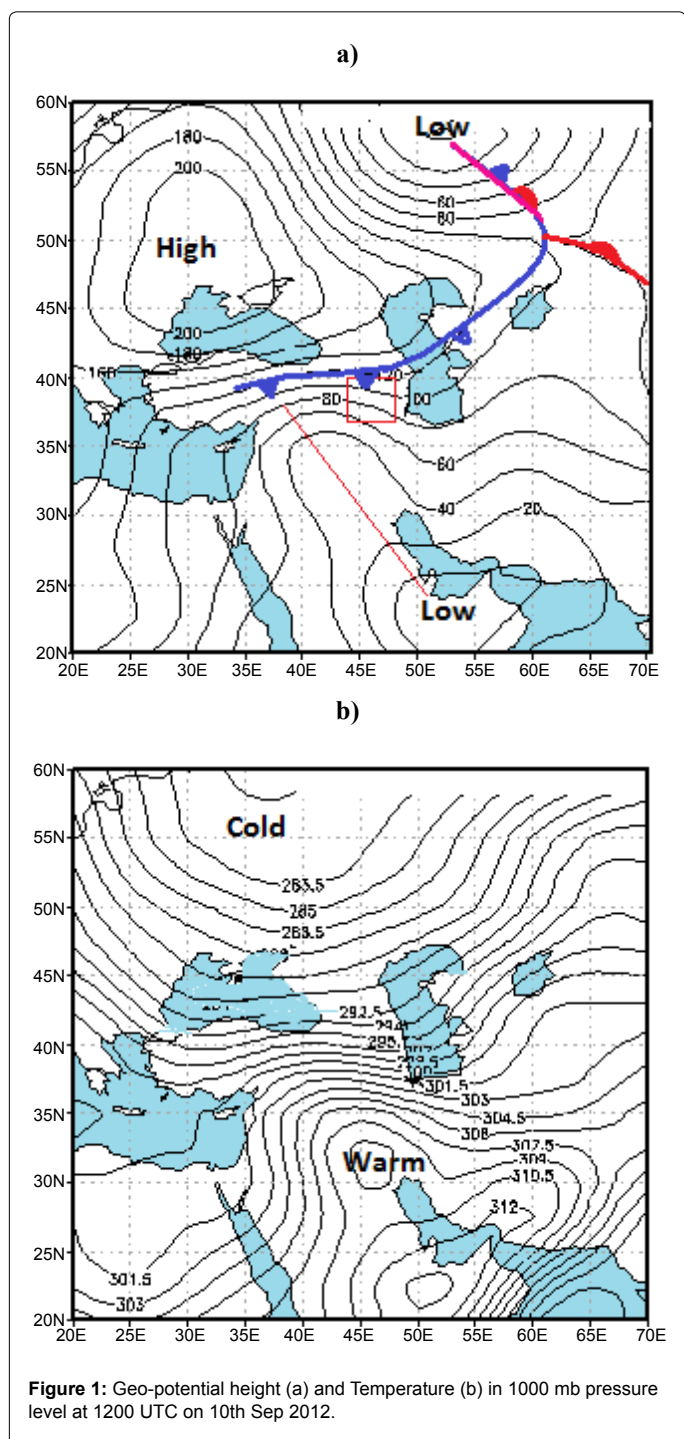 a)
60N
55N
50N
45N
40N
35N
30N
25N
20N
Low
180
200
60
80
High
200
180
160
80
60
40
20
Low
20E 25E 30E 35E 40E 45E 50E 55E 60E 65E 70E
b)
60N
55N
50N
45N
40N
35N
30N
25N
20N
Cold
283.5
285
288.5
292.5
301.5
303
304.5
306
307.5
309
310.5
Warm
312
301.5
303
20E 25E 30E 35E 40E 45E 50E 55E 60E 65E 70E
Figure 1: Geo-potential height (a) and Temperature (b) in 1000 mb pressure
level at 1200 UTC on 10th Sep 2012.